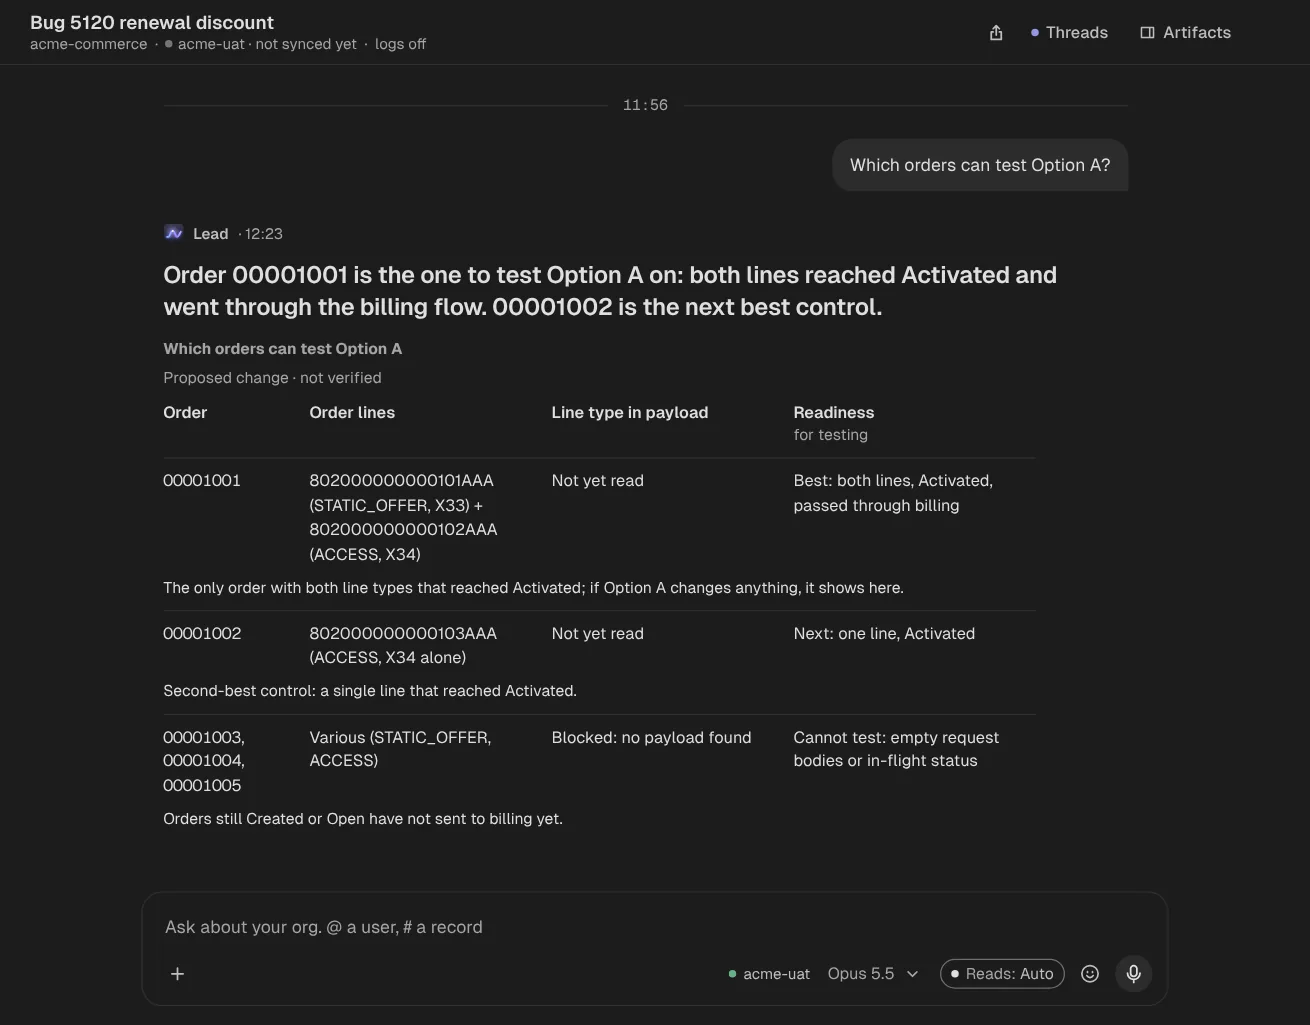 Bug 5120 renewal discount
acme-commerce · acme-uat · not synced yet · logs off
Threads
Artifacts
11:56
Which orders can test Option A?
Lead · 12:23
Order 00001001 is the one to test Option A on: both lines reached Activated and
went through the billing flow. 00001002 is the next best control.
Which orders can test Option A
Proposed change · not verified
Order Order lines Line type in payload Readiness
for testing
00001001 802000000000101AAA Not yet read Best: both lines, Activated,
(STATIC_OFFER, X33) + passed through billing
802000000000102AAA
(ACCESS, X34)
The only order with both line types that reached Activated; if Option A changes anything, it shows here.
00001002 802000000000103AAA Not yet read Next: one line, Activated
(ACCESS, X34 alone)
Second-best control: a single line that reached Activated.
00001003, Various (STATIC_OFFER, Blocked: no payload found Cannot test: empty request
00001004, ACCESS) bodies or in-flight status
00001005
Orders still Created or Open have not sent to billing yet.
Ask about your org. @ a user, # a record
acme-uat Opus 5.5 Reads: Auto